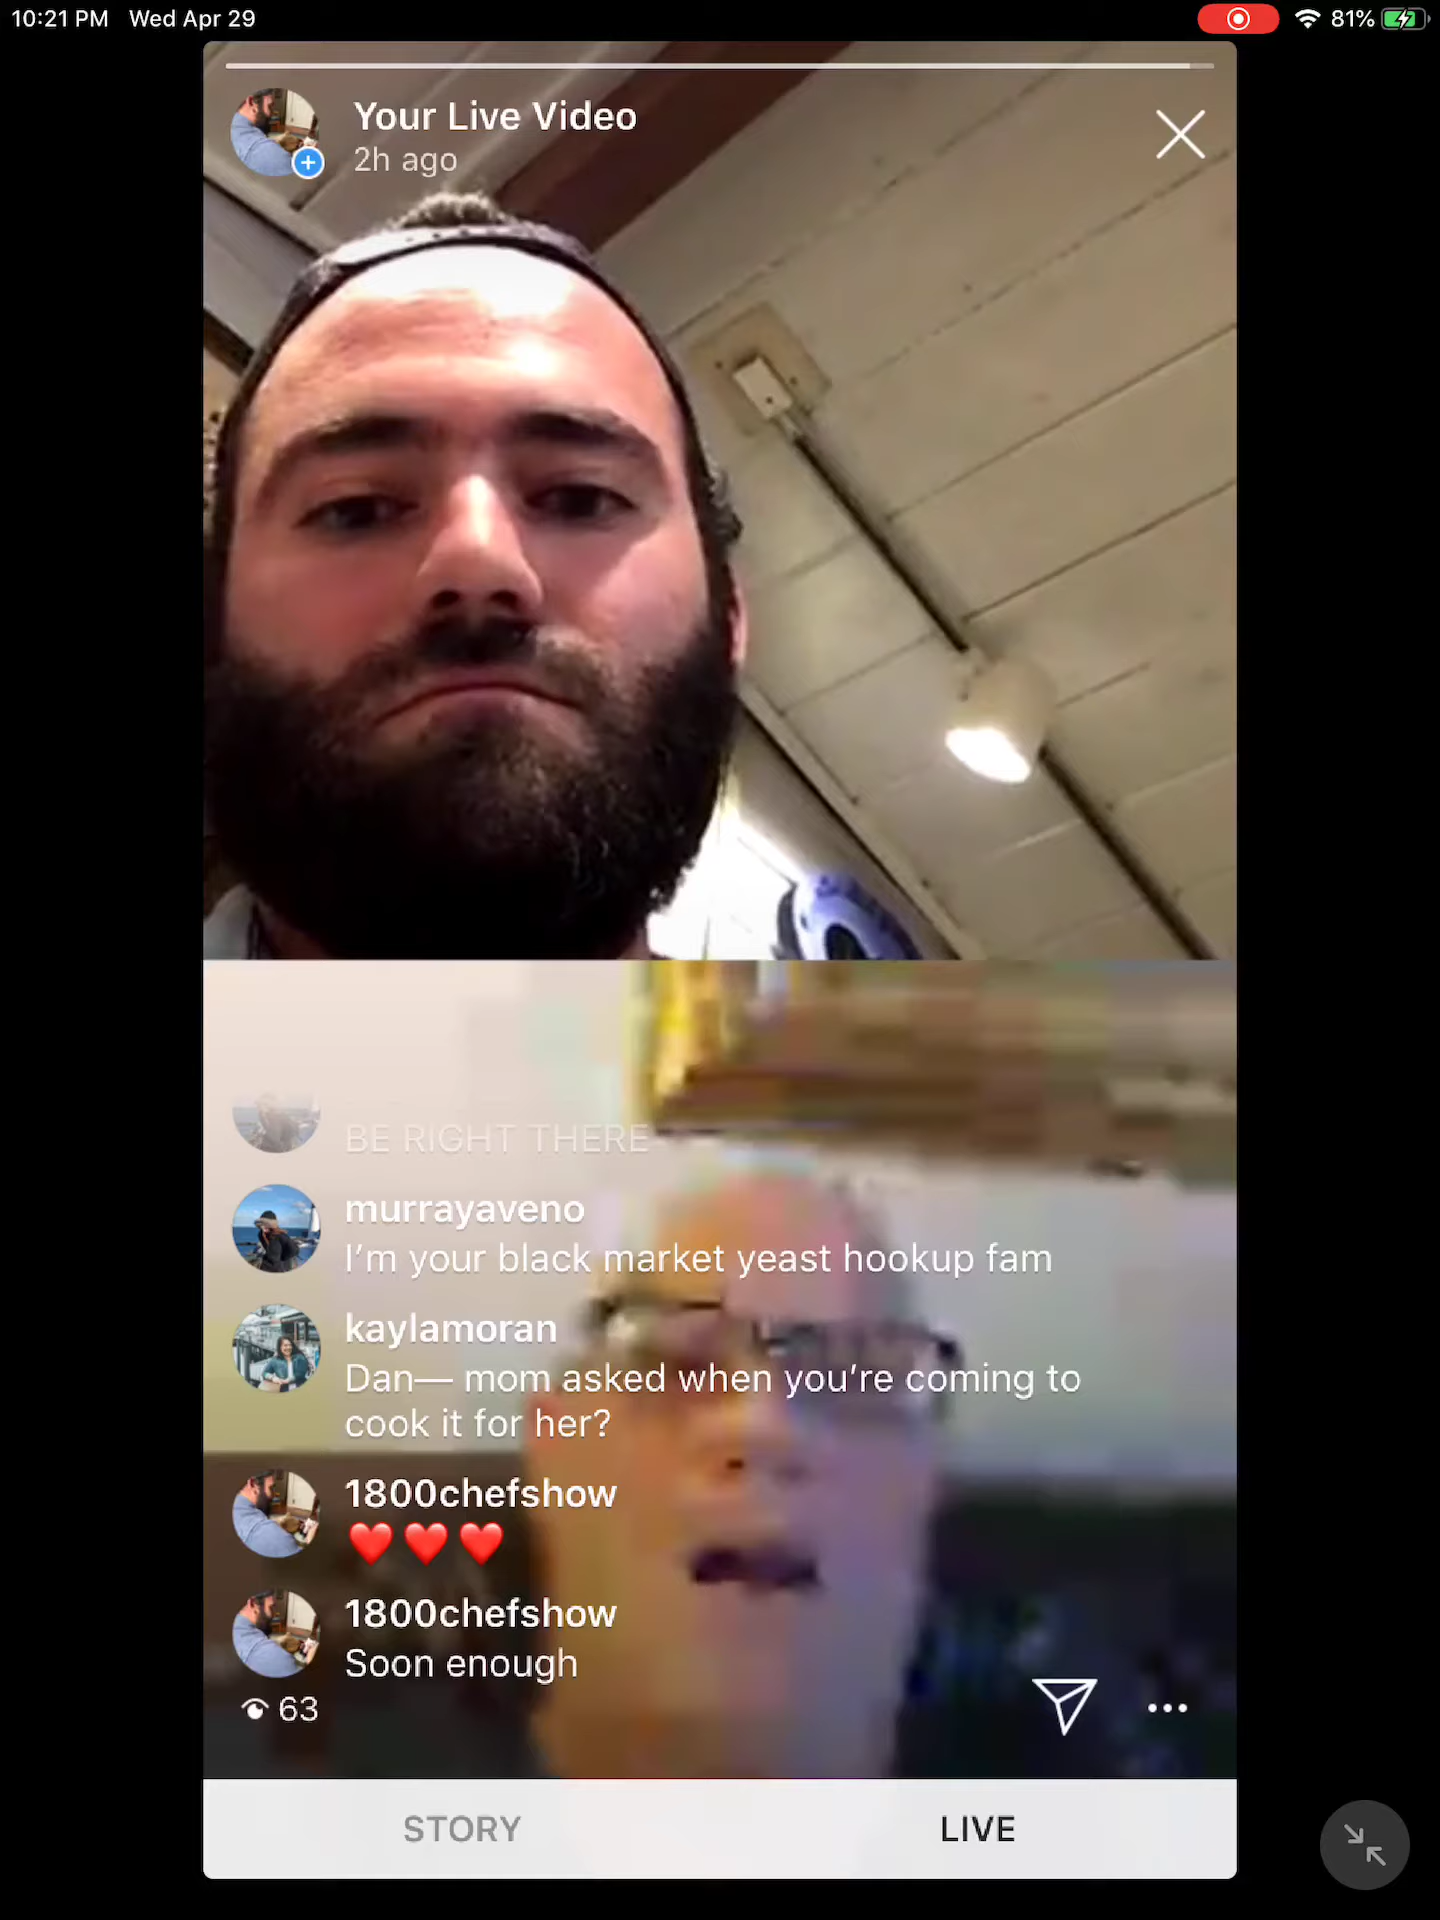 10:21 PM Wed Apr 29
81%
Your Live Video
2h ago
BE RIGHT THERE
murrayaveno
I'm your black market yeast hookup fam
kaylamoran
Dan— mom asked when you're coming to
cook it for her?
1800chefshow
❤️❤️❤️
1800chefshow
Soon enough
63
STORY
LIVE